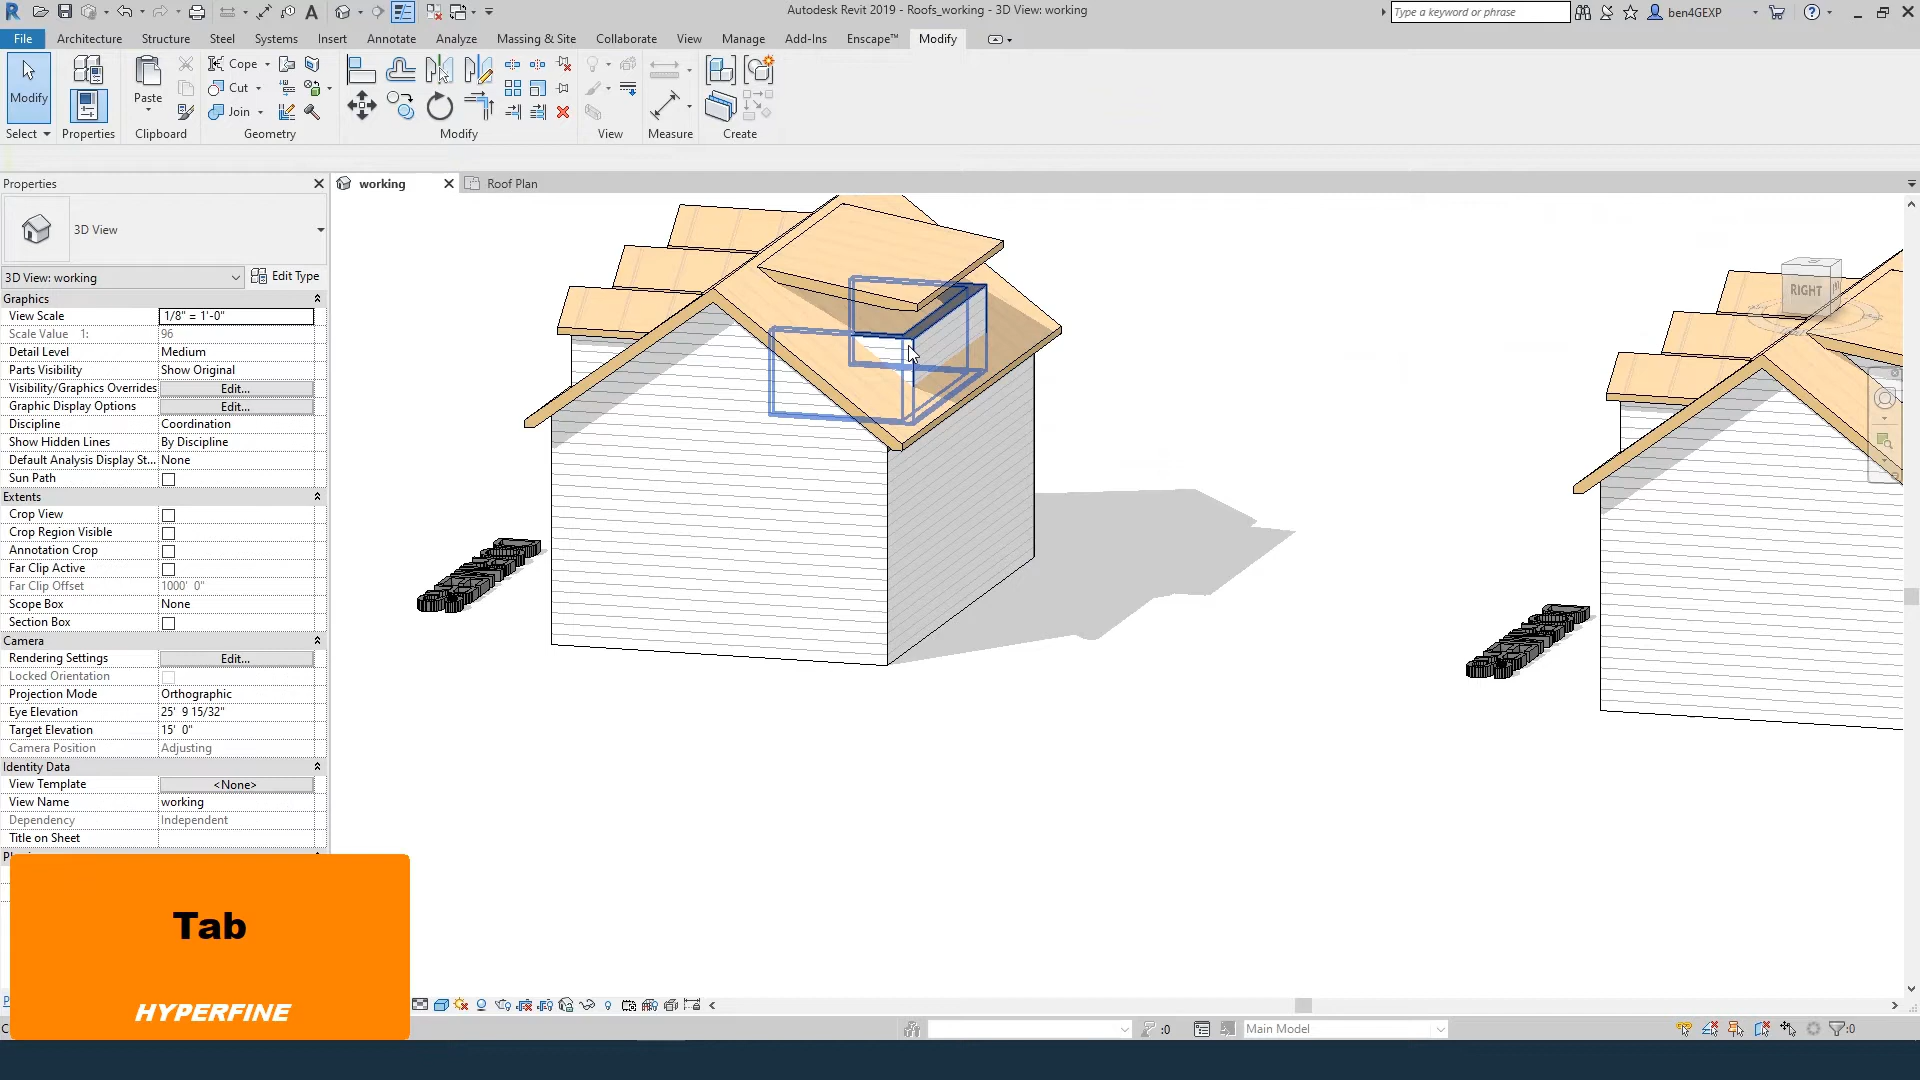 Autodesk Revit 2019 - Roofs_working - 3D View: working
Type a keyword or phrase
ben4GEXP
File Architecture Structure Steel Systems Insert Annotate Analyze Massing & Site Collaborate View Manage Add-Ins Enscape™ Modify
Modify
Paste
Cope
Cut
Join
Select Properties Clipboard Geometry Modify View Measure Create
Properties
working
Roof Plan
3D View
3D View: working
Edit Type
Graphics
View Scale 1/8" = 1'-0"
Scale Value 1: 96
Detail Level Medium
Parts Visibility Show Original
Visibility/Graphics Overrides Edit...
Graphic Display Options Edit...
Discipline Coordination
Show Hidden Lines By Discipline
Default Analysis Display St... None
Sun Path
Extents
Crop View
Crop Region Visible
Annotation Crop
Far Clip Active
Far Clip Offset 1000' 0"
Scope Box None
Section Box
Camera
Rendering Settings Edit...
Locked Orientation
Projection Mode Orthographic
Eye Elevation 25' 9 15/32"
Target Elevation 15' 0"
Camera Position Adjusting
Identity Data
View Template <None>
View Name working
Dependency Independent
Title on Sheet
RIGHT
Tab
HYPERFINE
:0
Main Model
:0